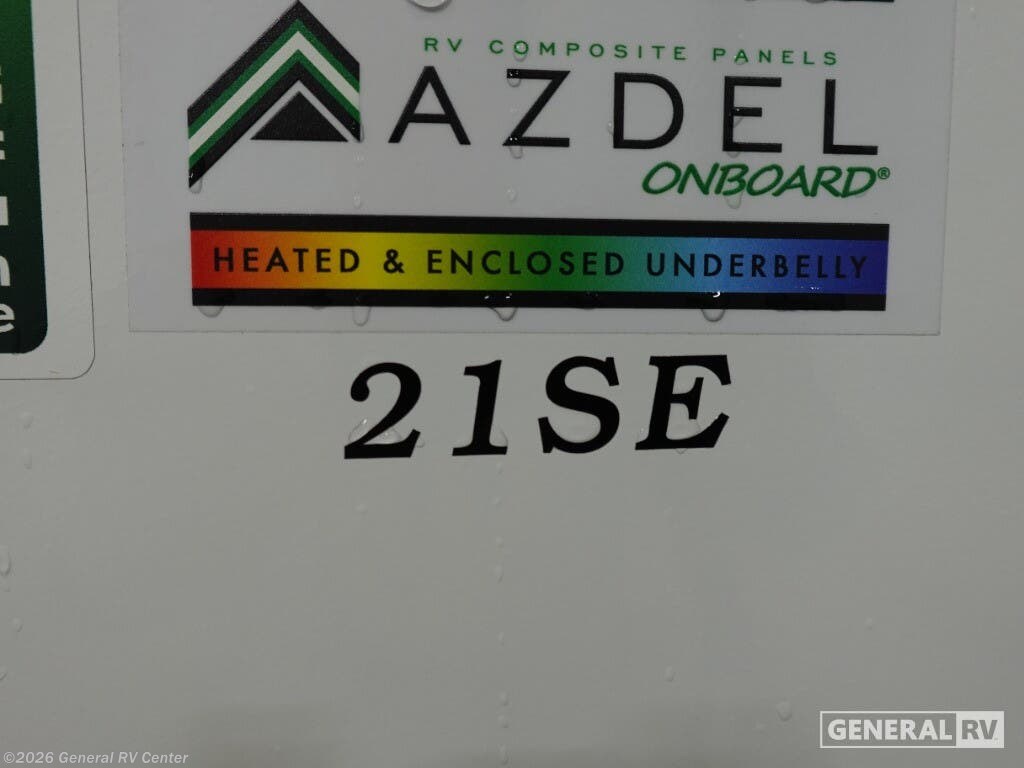 RV COMPOSITE PANELS
AZDEL
ONBOARD®
HEATED & ENCLOSED UNDERBELLY
21SE
GENERAL RV
©2026 General RV Center